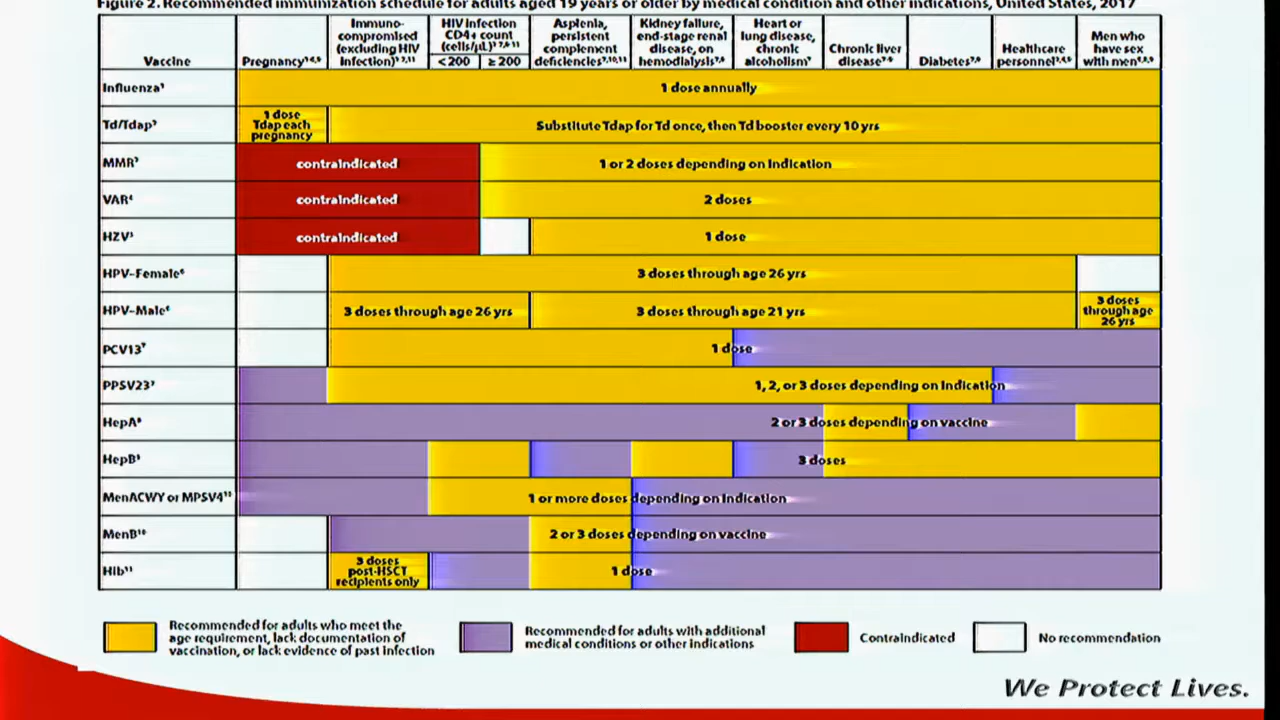 Figure 2. Recommended immunization schedule for adults aged 19 years or older by medical condition and other indications, United States, 2017
Vaccine
Pregnancy
Immuno-
compromised
(excluding HIV
infection)
HIV infection
CD4+ count
(cells/μL)
<200
≥ 200
Asplenia,
persistent
complement
deficiencies
Kidney failure,
end-stage renal
disease, on
hemodialysis
Heart or
lung disease,
chronic
alcoholism
Chronic liver
disease
Diabetes
Healthcare
personnel
Men who
have sex
with men
Influenza
1 dose annually
Td/Tdap
1 dose
Tdap each
pregnancy
Substitute Tdap for Td once, then Td booster every 10 yrs
MMR
contraindicated
1 or 2 doses depending on indication
VAR
contraindicated
2 doses
HZV
contraindicated
1 dose
HPV–Female
3 doses through age 26 yrs
HPV–Male
3 doses through age 26 yrs
3 doses through age 21 yrs
3 doses
through age
26 yrs
PCV13
1 dose
PPSV23
1, 2, or 3 doses depending on indication
HepA
2 or 3 doses depending on vaccine
HepB
3 doses
MenACWY or MPSV4
1 or more doses depending on indication
MenB
2 or 3 doses depending on vaccine
Hib
3 doses
post-HSCT
recipients only
1 dose
Recommended for adults who meet the
age requirement, lack documentation of
vaccination, or lack evidence of past infection
Recommended for adults with additional
medical conditions or other indications
Contraindicated
No recommendation
We Protect Lives.